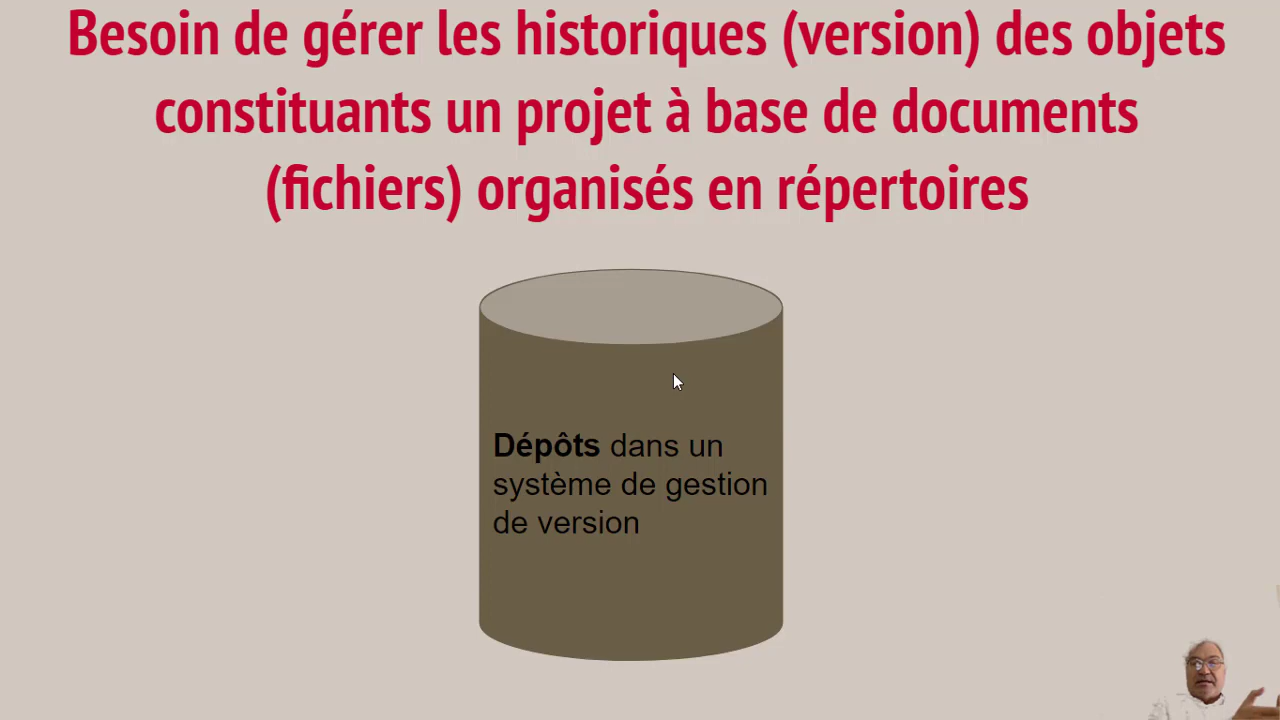 Besoin de gérer les historiques (version) des objets
constituants un projet à base de documents
(fichiers) organisés en répertoires
Dépôts dans un
système de gestion
de version